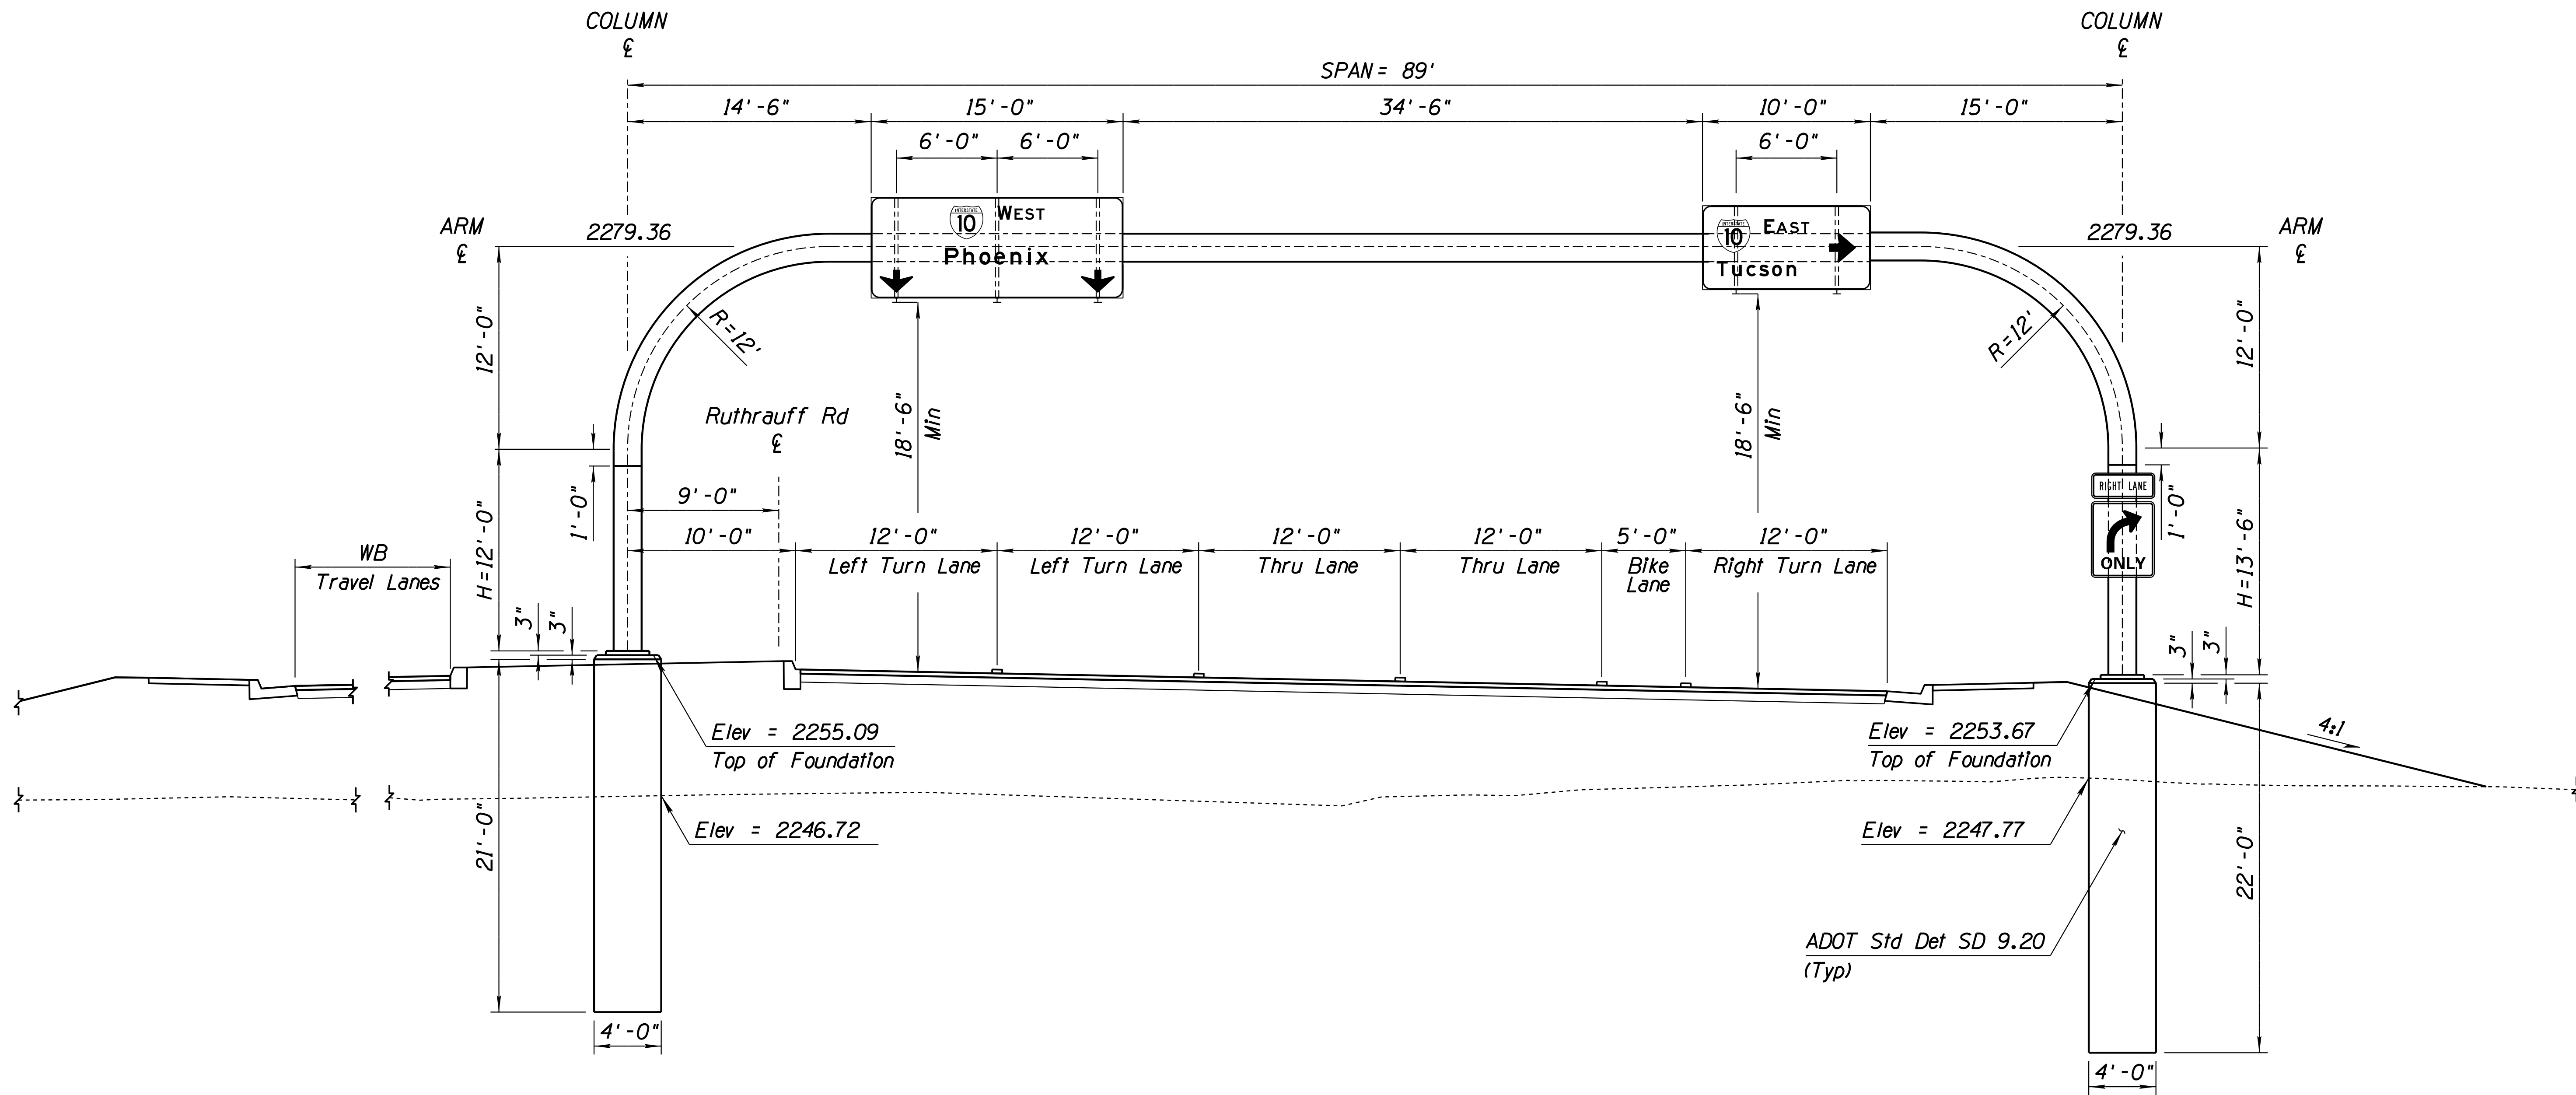 COLUMN
℄
COLUMN
℄
SPAN= 89'
14'-6"
15'-0"
34'-6"
10'-0"
15'-0"
6'-0"
6'-0"
6'-0"
INTERSTATE
10
WEST
Phoenix
INTERSTATE
10
EAST
Tucson
ARM
℄
2279.36
2279.36
ARM
℄
12'-0"
R=12'
R=12'
12'-0"
Ruthrauff Rd
℄
18'-6"
Min
18'-6"
Min
1'-0"
9'-0"
RIGHT LANE
ONLY
1'-0"
H=12'-0"
H=13'-6"
10'-0"
12'-0"
12'-0"
12'-0"
12'-0"
5'-0"
12'-0"
Left Turn Lane
Left Turn Lane
Thru Lane
Thru Lane
Bike
Lane
Right Turn Lane
WB
Travel Lanes
3"
3"
3"
3"
Elev = 2255.09
Top of Foundation
Elev = 2253.67
Top of Foundation
4:1
Elev = 2246.72
Elev = 2247.77
21'-0"
22'-0"
ADOT Std Det SD 9.20
(Typ)
4'-0"
4'-0"